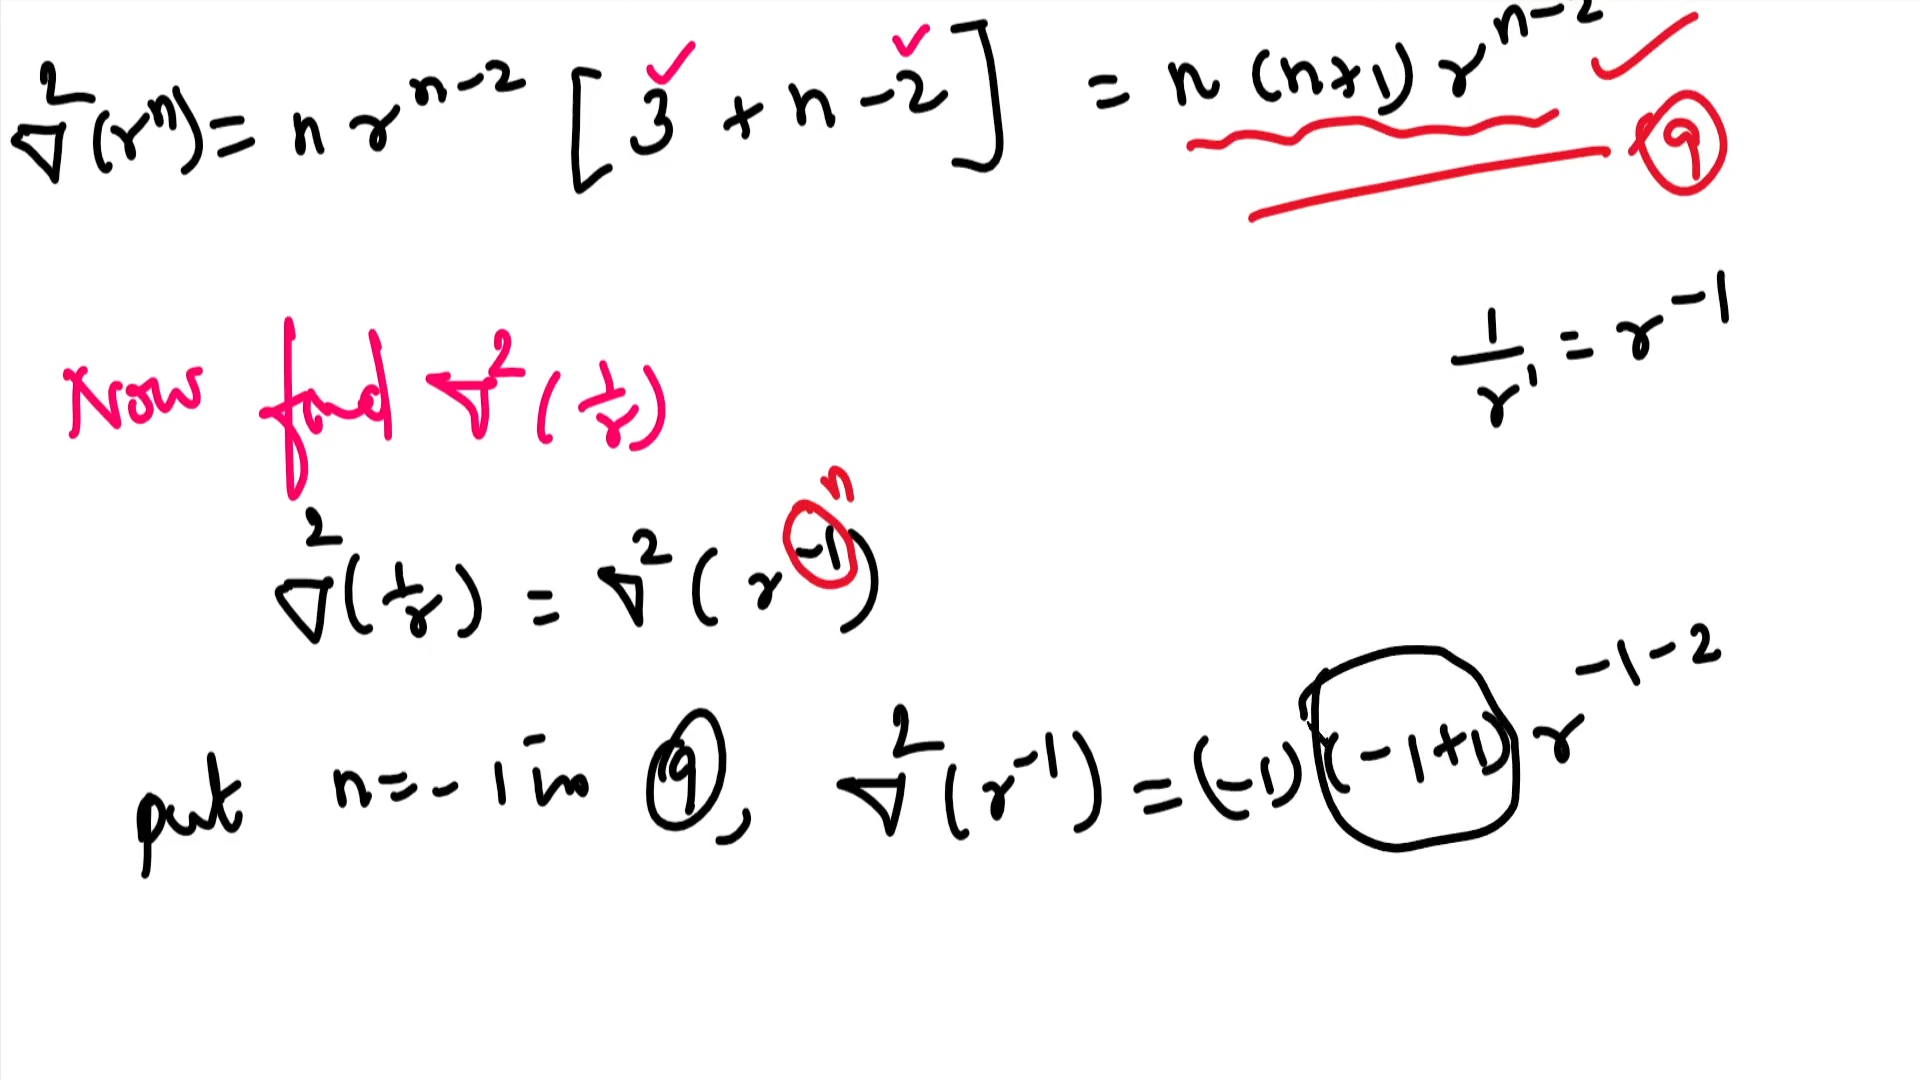 ∇²(rⁿ) = n rⁿ⁻² [3 + n - 2] = n (n+1) rⁿ⁻² ✓ ⑨
1/r¹ = r⁻¹
Now find ∇²(1/r)
n
∇²(1/r) = ∇²(r⁻¹)
put n = -1 in ⑨, ∇²(r⁻¹) = (-1)(-1+1) r⁻¹⁻²